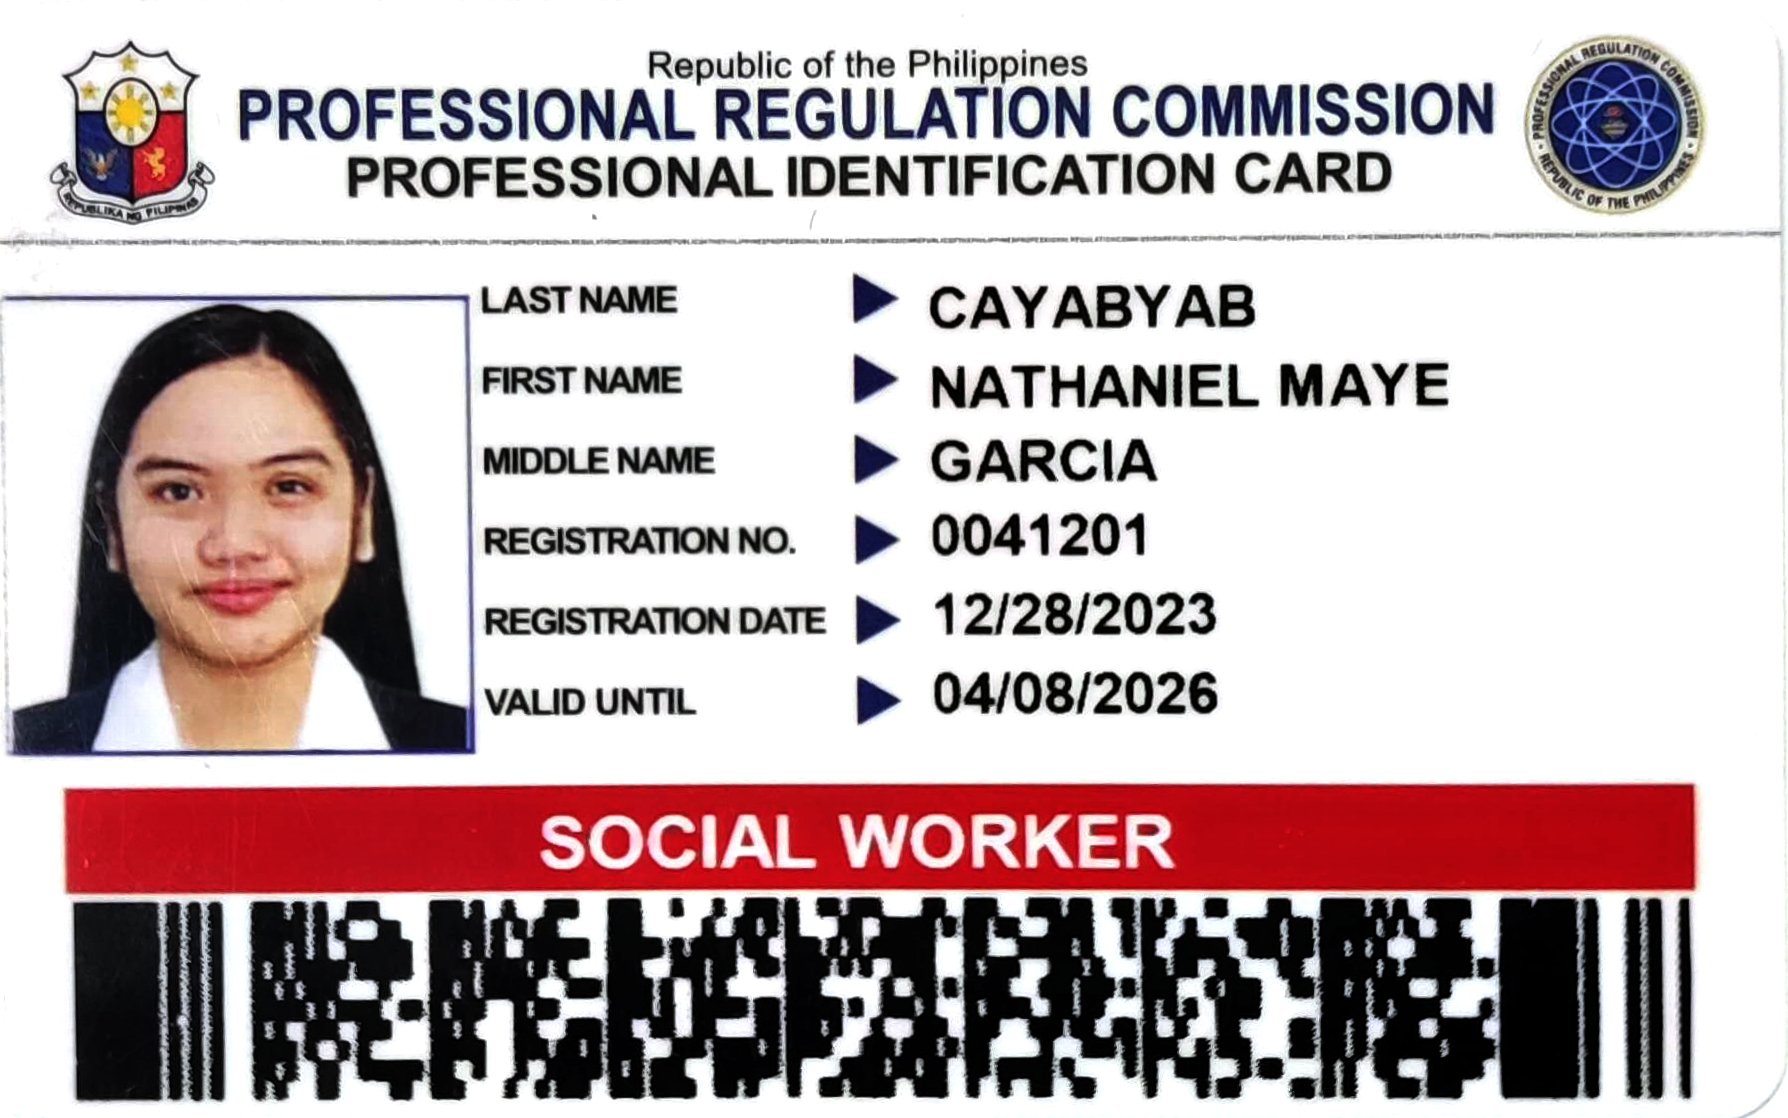 Republic of the Philippines
PROFESSIONAL REGULATION COMMISSION
PROFESSIONAL IDENTIFICATION CARD
REPUBLIKA NG PILIPINAS
PROFESSIONAL REGULATION COMMISSION
REPUBLIC OF THE PHILIPPINES
LAST NAME CAYABYAB
FIRST NAME NATHANIEL MAYE
MIDDLE NAME GARCIA
REGISTRATION NO. 0041201
REGISTRATION DATE 12/28/2023
VALID UNTIL 04/08/2026
SOCIAL WORKER